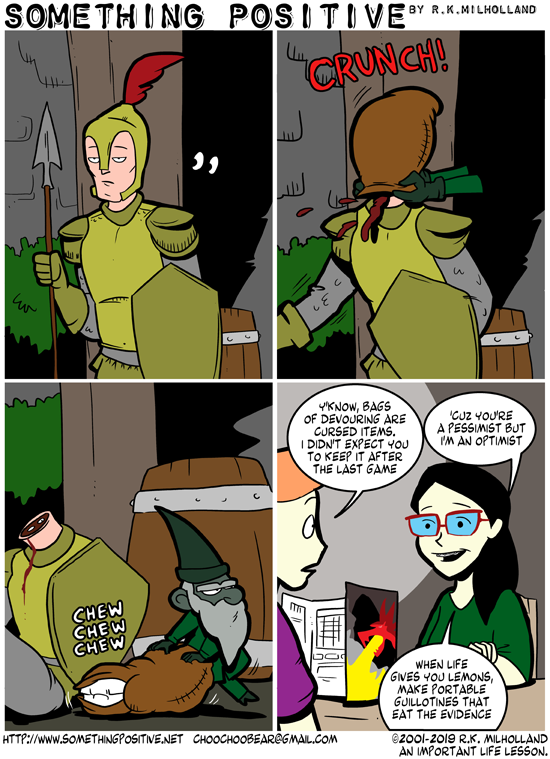 SOMETHING POSITIVE BY R.K.MILHOLLAND
,,
CRUNCH!
CHEW
CHEW
CHEW
Y'KNOW, BAGS
OF DEVOURING ARE
CURSED ITEMS.
I DIDN'T EXPECT YOU
TO KEEP IT AFTER
THE LAST GAME
'CUZ YOU'RE
A PESSIMIST BUT
I'M AN OPTIMIST
WHEN LIFE
GIVES YOU LEMONS,
MAKE PORTABLE
GUILLOTINES THAT
EAT THE EVIDENCE
HTTP://WWW.SOMETHINGPOSITIVE.NET CHOOCHOOBEAR@GMAIL.COM
©2001-2019 R.K. MILHOLLAND
AN IMPORTANT LIFE LESSON.